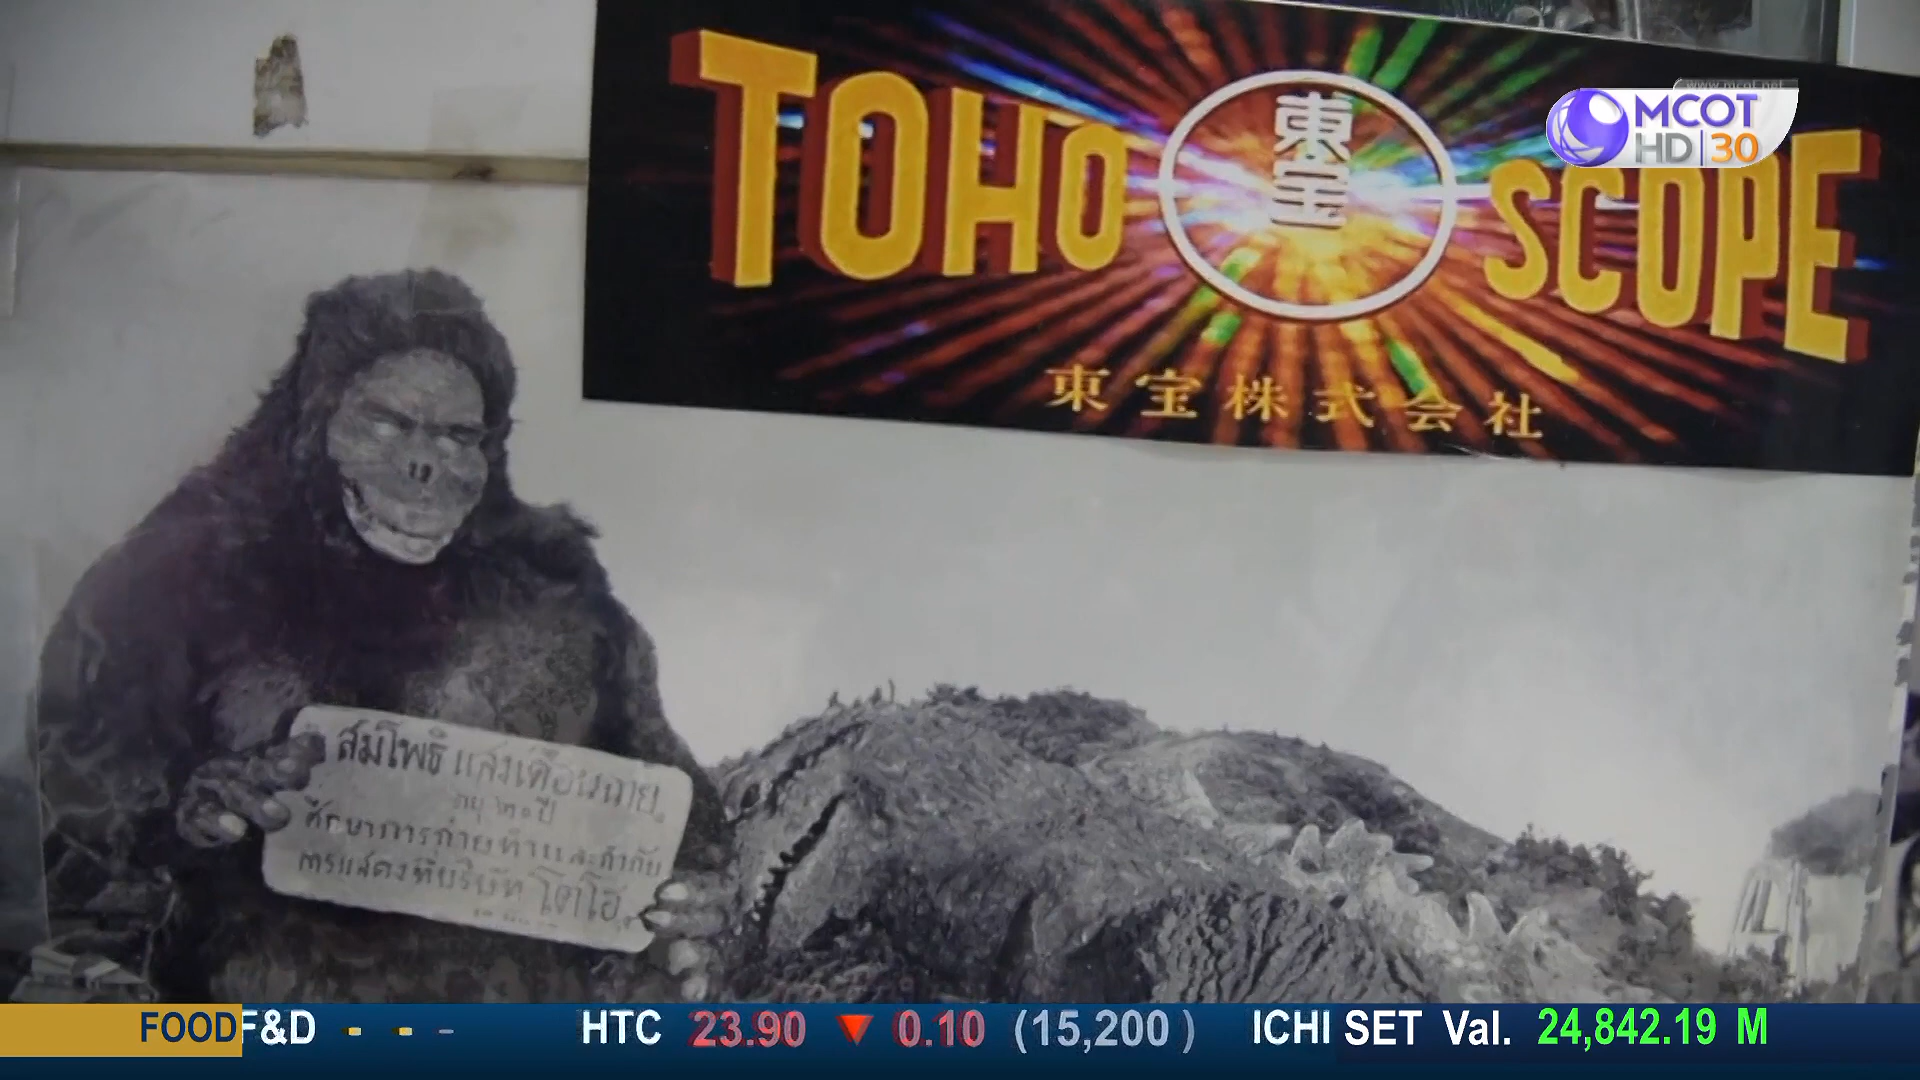 TOHO SCOPE
東宝
東宝株式会社
www.mcot.net
MCOT
HD|30
สมโพธิ แสงเดือนฉาย
อายุ ๒๐ ปี
ศึกษาการถ่ายทำและกำกับ
การแสดงที่บริษัท โตโฮ
FOOD F&D - - - HTC 23.90 ▼ 0.10 (15,200) ICHI SET Val. 24,842.19 M